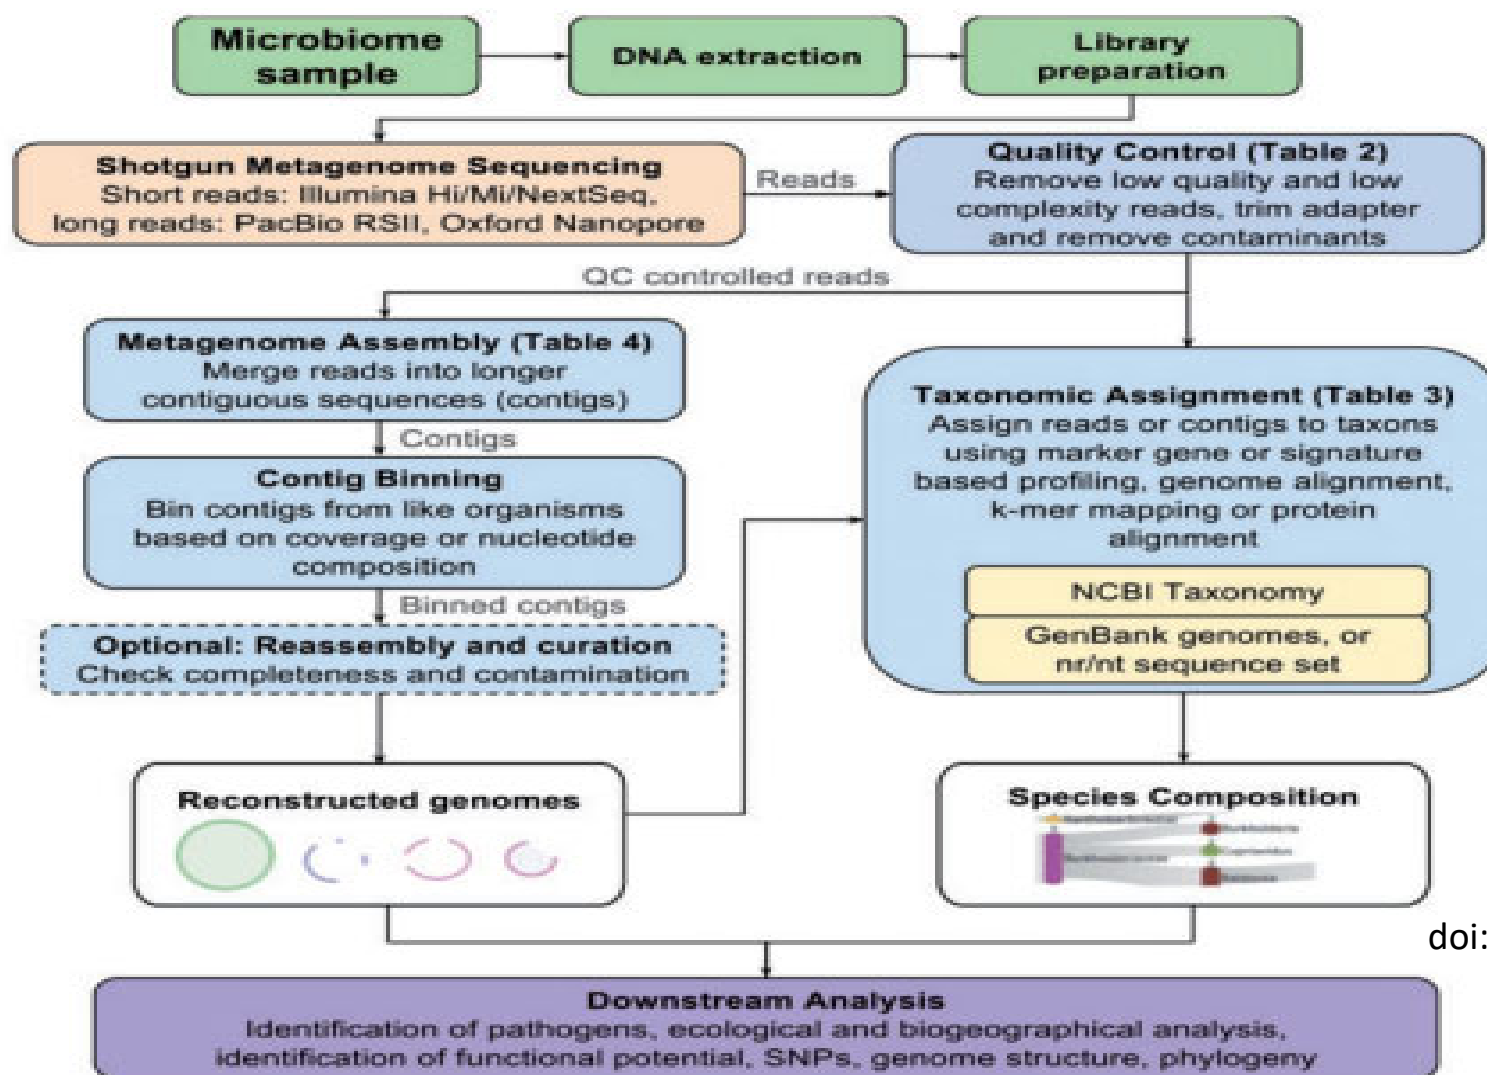 Microbiome
sample
DNA extraction
Library
preparation
Shotgun Metagenome Sequencing
Short reads: Illumina Hi/Mi/NextSeq,
long reads: PacBio RSII, Oxford Nanopore
Reads
Quality Control (Table 2)
Remove low quality and low
complexity reads, trim adapter
and remove contaminants
QC controlled reads
Metagenome Assembly (Table 4)
Merge reads into longer
contiguous sequences (contigs)
Contigs
Contig Binning
Bin contigs from like organisms
based on coverage or nucleotide
composition
Binned contigs
Optional: Reassembly and curation
Check completeness and contamination
Taxonomic Assignment (Table 3)
Assign reads or contigs to taxons
using marker gene or signature
based profiling, genome alignment,
k-mer mapping or protein
alignment
NCBI Taxonomy
GenBank genomes, or
nr/nt sequence set
Reconstructed genomes
Species Composition
doi:
Downstream Analysis
Identification of pathogens, ecological and biogeographical analysis,
identification of functional potential, SNPs, genome structure, phylogeny